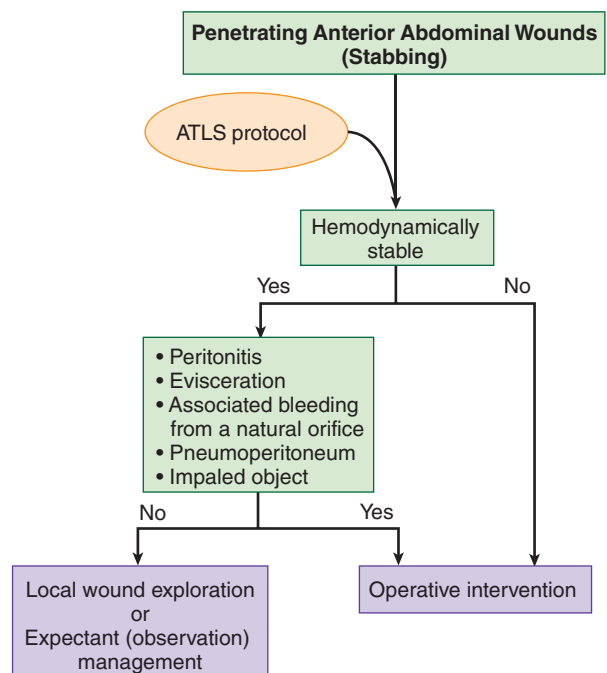 Penetrating Anterior Abdominal Wounds
(Stabbing)
ATLS protocol
Hemodynamically
stable
Yes
No
• Peritonitis
• Evisceration
• Associated bleeding
from a natural orifice
• Pneumoperitoneum
• Impaled object
No
Yes
Local wound exploration
or
Expectant (observation)
management
Operative intervention